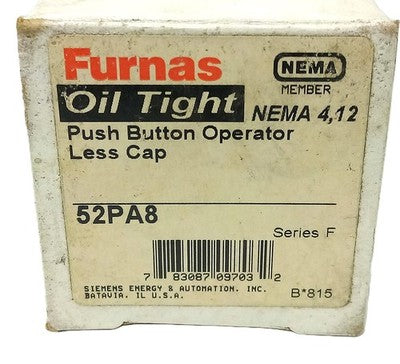 Furnas
NEMA
MEMBER
Oil Tight NEMA 4,12
Push Button Operator
Less Cap
52PA8
Series F
7 83087 09703 2
SIEMENS ENERGY & AUTOMATION, INC.
BATAVIA, IL U.S.A.
B*815